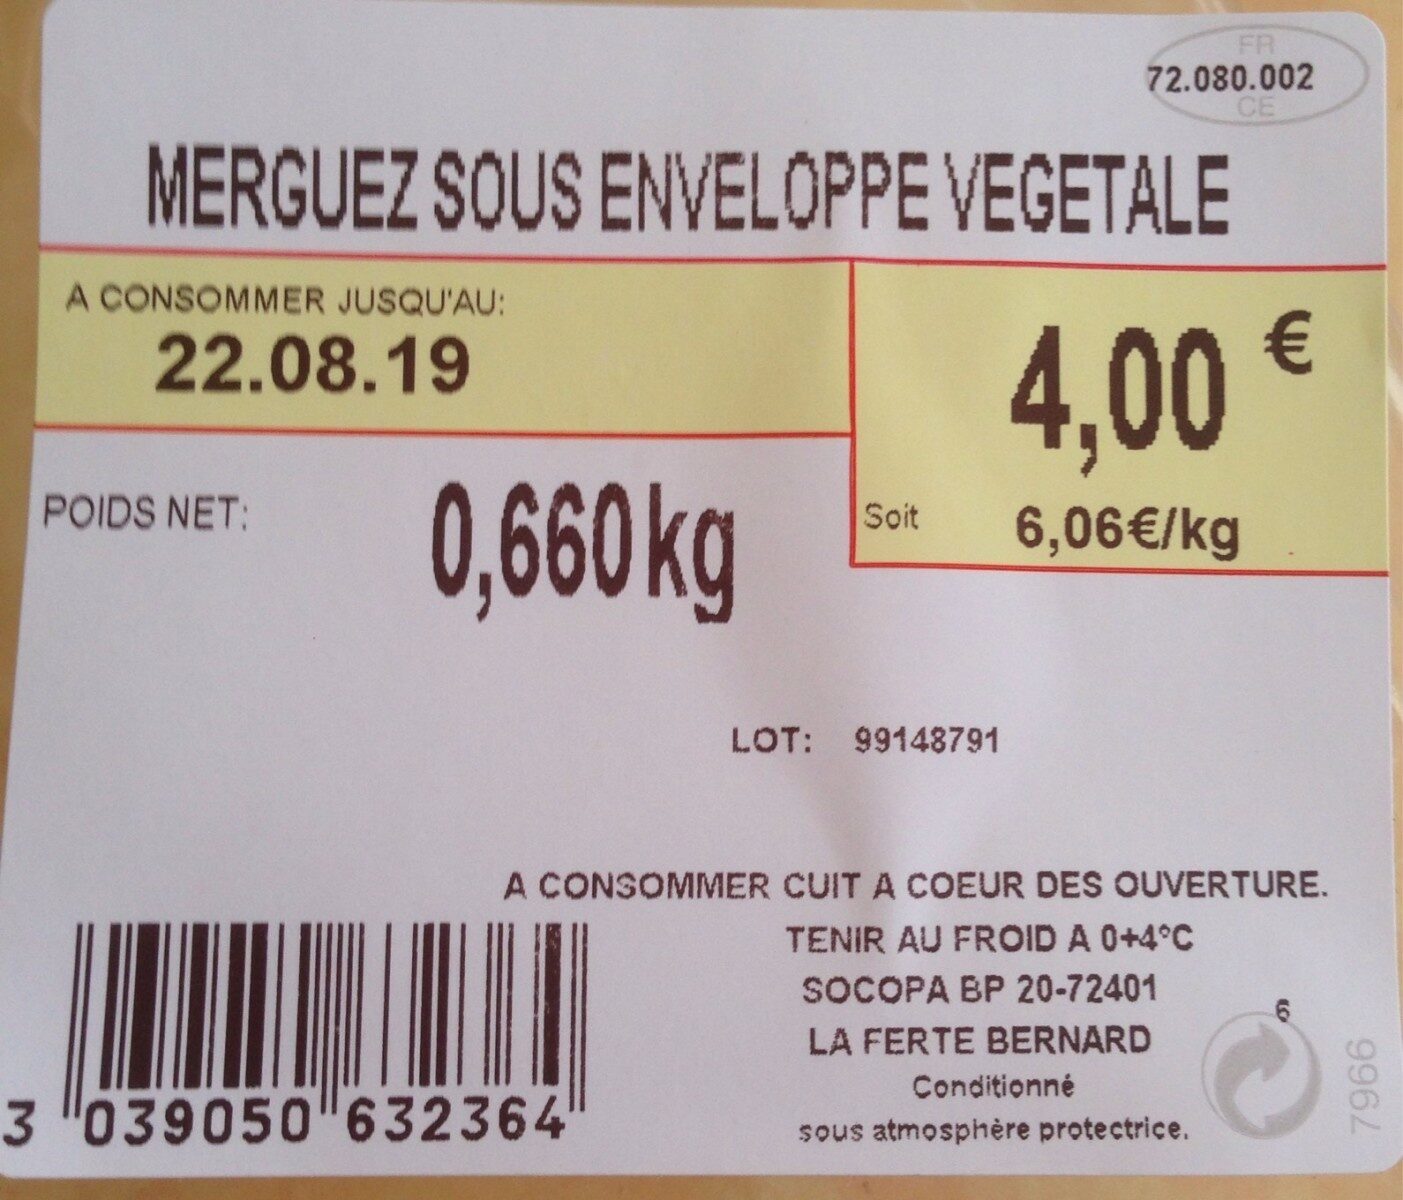 FR
72.080.002
CE
MERGUEZ SOUS ENVELOPPE VEGETALE
A CONSOMMER JUSQU'AU:
22.08.19
4,00 €
Soit 6,06€/kg
POIDS NET: 0,660kg
LOT: 99148791
A CONSOMMER CUIT A COEUR DES OUVERTURE.
TENIR AU FROID A 0+4°C
SOCOPA BP 20-72401
LA FERTE BERNARD
Conditionné
sous atmosphère protectrice.
6
7966
3 039050 632364